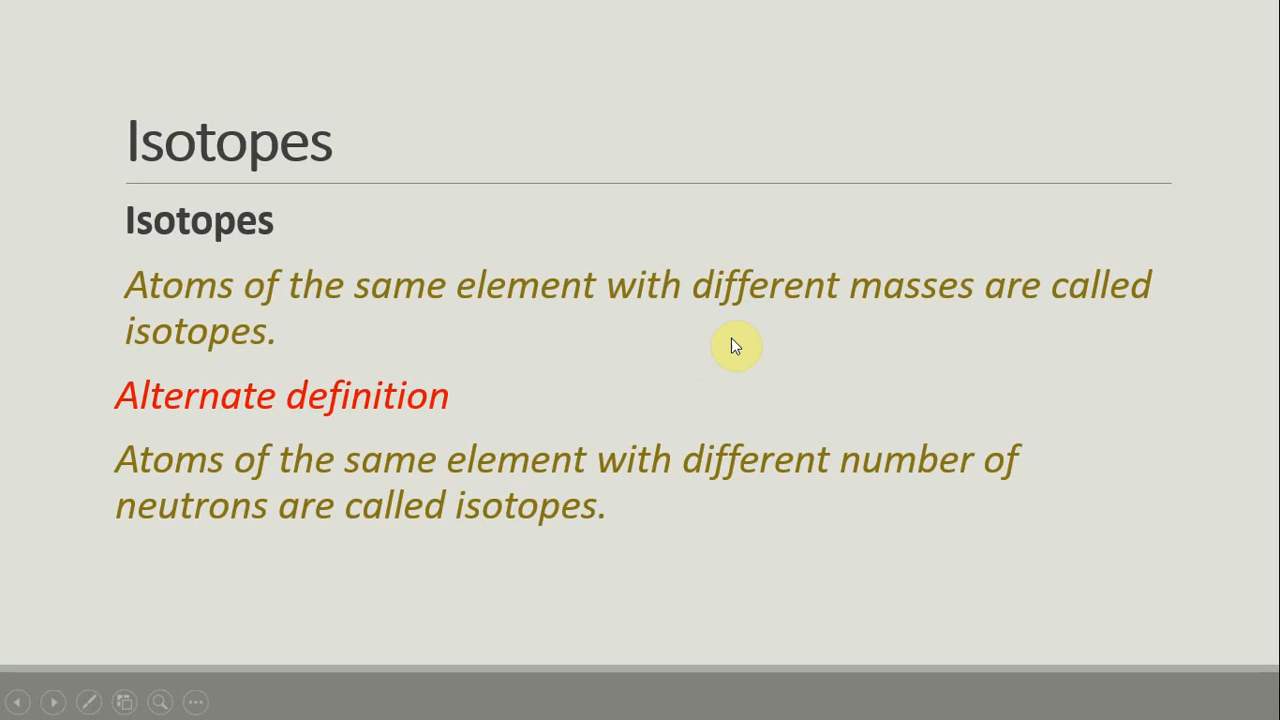 Isotopes
Isotopes
Atoms of the same element with different masses are called
isotopes.
Alternate definition
Atoms of the same element with different number of
neutrons are called isotopes.